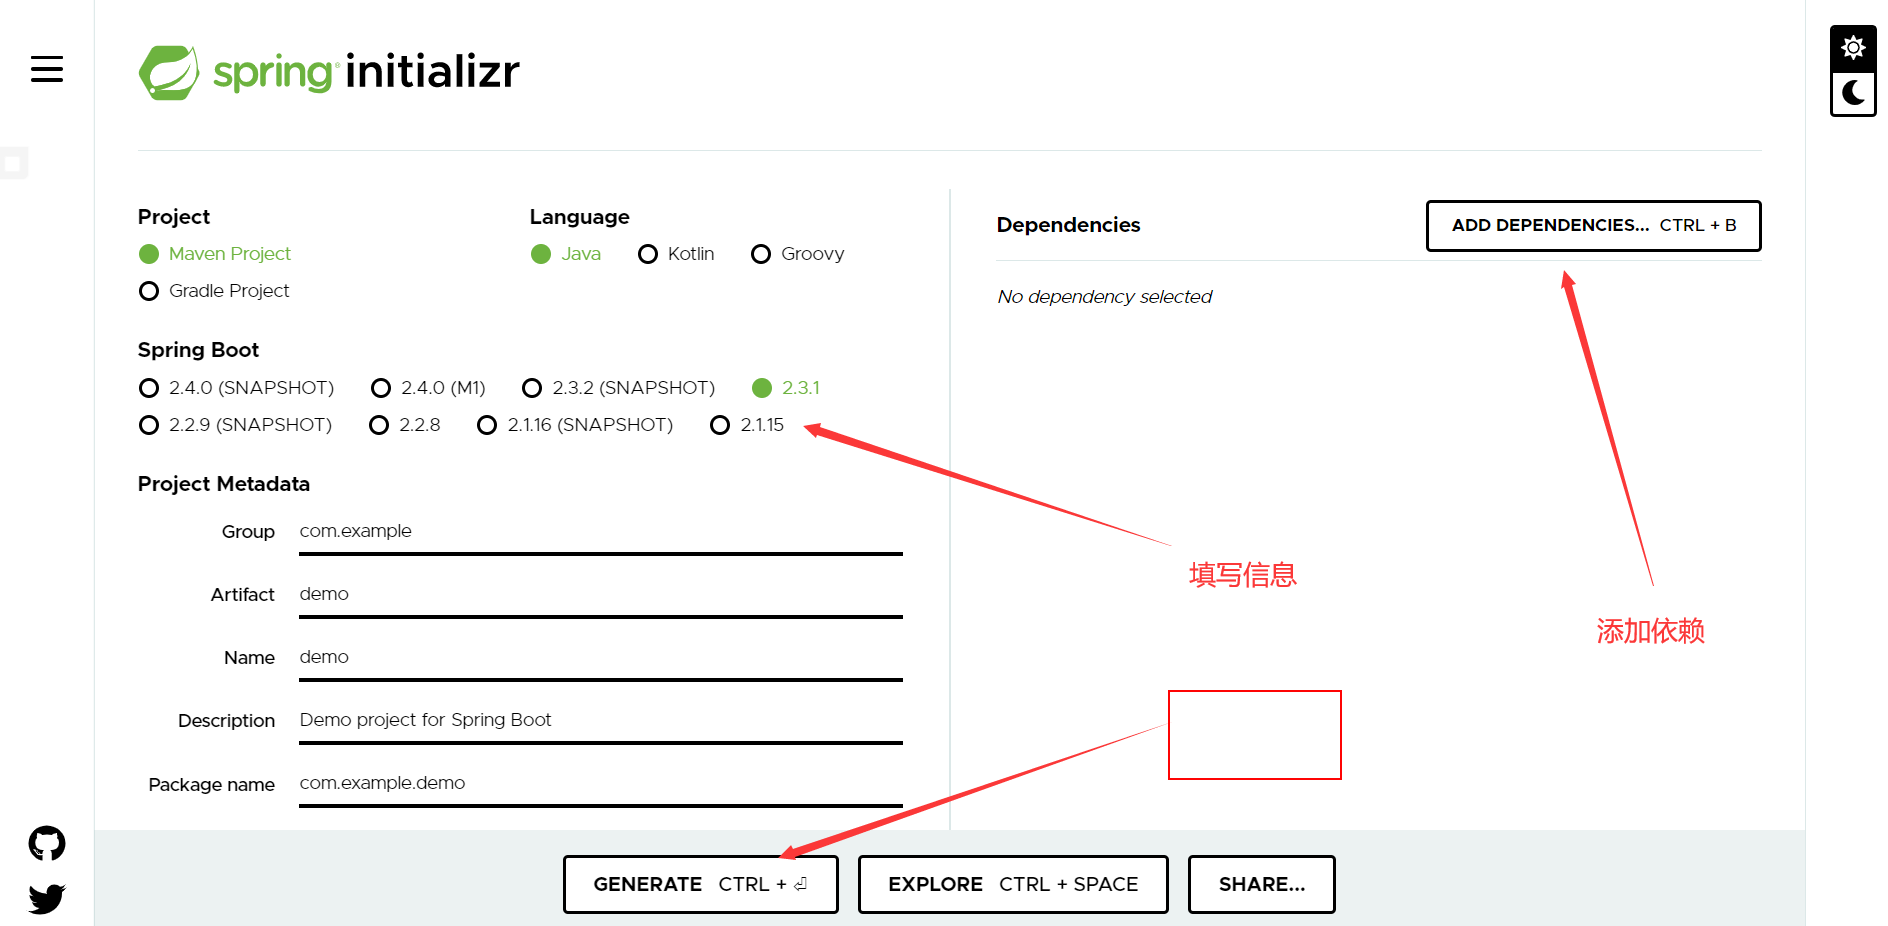 spring initializr
Project
Maven Project
Gradle Project
Language
Java Kotlin Groovy
Spring Boot
2.4.0 (SNAPSHOT) 2.4.0 (M1) 2.3.2 (SNAPSHOT) 2.3.1
2.2.9 (SNAPSHOT) 2.2.8 2.1.16 (SNAPSHOT) 2.1.15
Project Metadata
Group com.example
Artifact demo
Name demo
Description Demo project for Spring Boot
Package name com.example.demo
Dependencies
ADD DEPENDENCIES... CTRL + B
No dependency selected
填写信息
添加依赖
GENERATE CTRL + ⏎
EXPLORE CTRL + SPACE
SHARE...